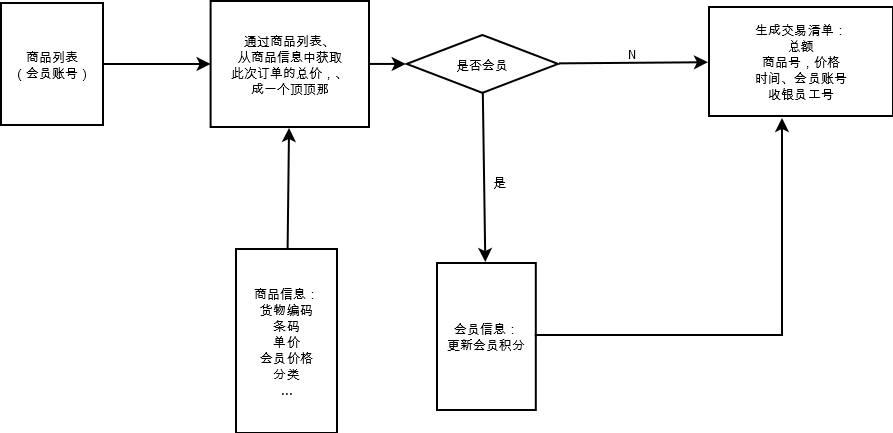 商品列表
（会员账号）
通过商品列表、
从商品信息中获取
此次订单的总价，、
成一个顶顶那
是否会员
N
生成交易清单：
总额
商品号，价格
时间、会员账号
收银员工号
是
商品信息：
货物编码
条码
单价
会员价格
分类
...
会员信息：
更新会员积分